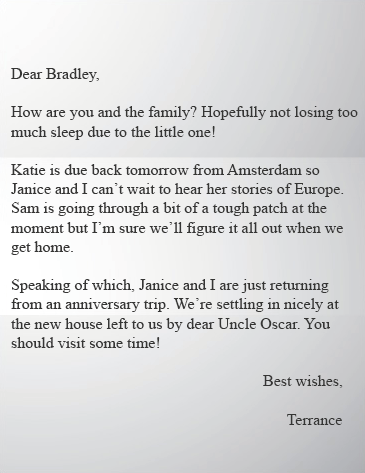 Dear Bradley,
How are you and the family? Hopefully not losing too
much sleep due to the little one!
Katie is due back tomorrow from Amsterdam so
Janice and I can’t wait to hear her stories of Europe.
Sam is going through a bit of a tough patch at the
moment but I’m sure we’ll figure it all out when we
get home.
Speaking of which, Janice and I are just returning
from an anniversary trip. We’re settling in nicely at
the new house left to us by dear Uncle Oscar. You
should visit some time!
Best wishes,
Terrance